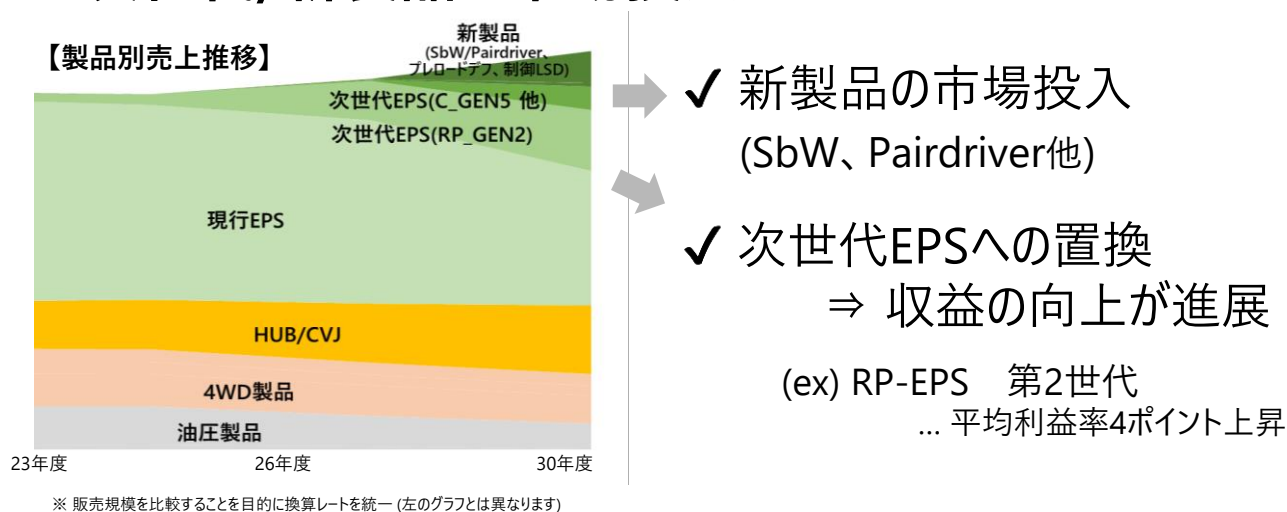 【製品別売上推移】
新製品
(SbW/Pairdriver、
プレロードデフ、制御LSD)
次世代EPS(C_GEN5 他)
次世代EPS(RP_GEN2)
現行EPS
HUB/CVJ
4WD製品
油圧製品
23年度
26年度
30年度
※ 販売規模を比較することを目的に換算レートを統一 (左のグラフとは異なります)
✓ 新製品の市場投入
(SbW、Pairdriver他)
✓ 次世代EPSへの置換
⇒ 収益の向上が進展
(ex) RP-EPS 第2世代
... 平均利益率4ポイント上昇